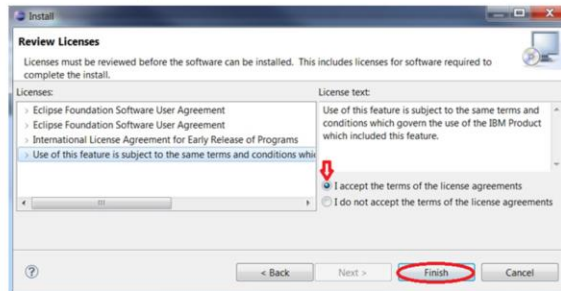 Install
Review Licenses
Licenses must be reviewed before the software can be installed. This includes licenses for software required to
complete the install.
Licenses:
Eclipse Foundation Software User Agreement
Eclipse Foundation Software User Agreement
International License Agreement for Early Release of Programs
Use of this feature is subject to the same terms and conditions whi
License text:
Use of this feature is subject to the same terms and
conditions which govern the use of the IBM Product
which included this feature.
I accept the terms of the license agreements
I do not accept the terms of the license agreements
?
< Back
Next >
Finish
Cancel